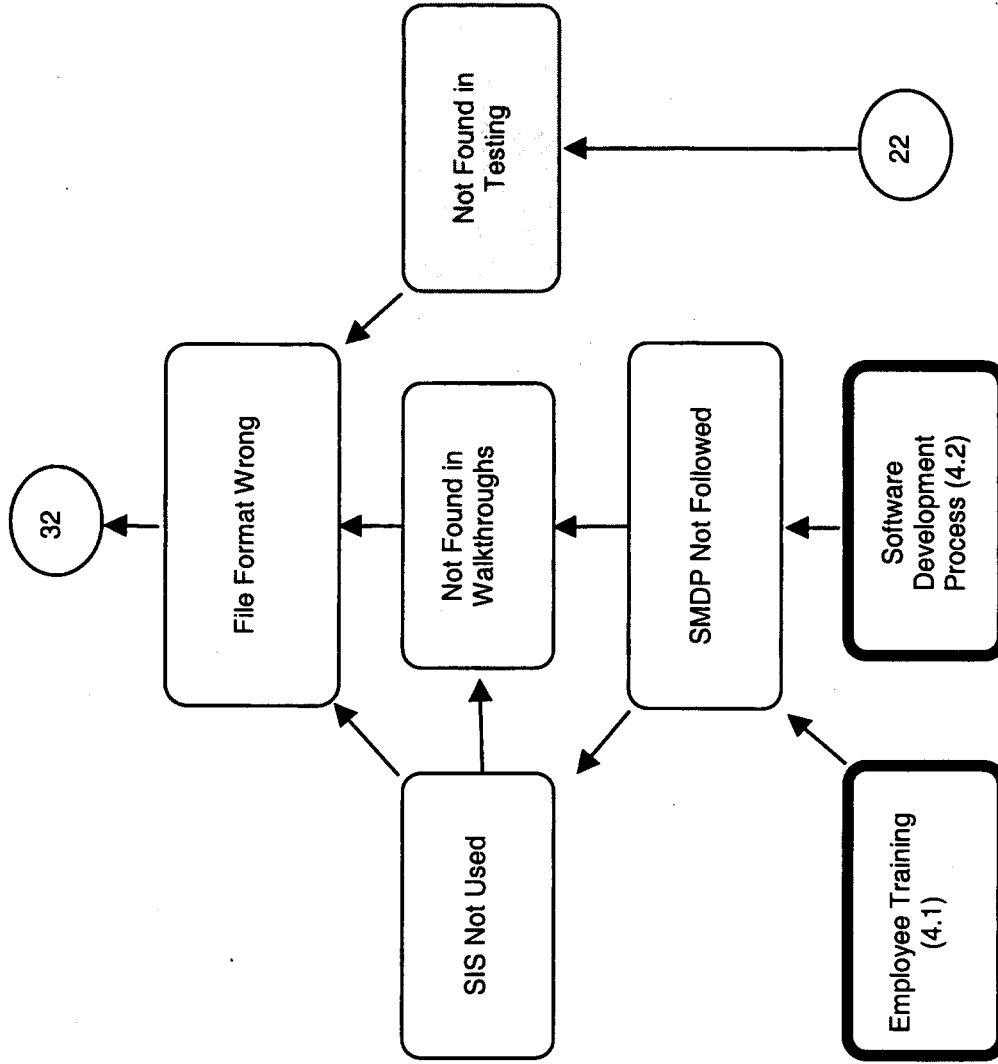 32
File Format Wrong
SIS Not Used
Not Found in
Walkthroughs
Not Found in
Testing
SMDP Not Followed
Employee Training
(4.1)
Software
Development
Process (4.2)
22